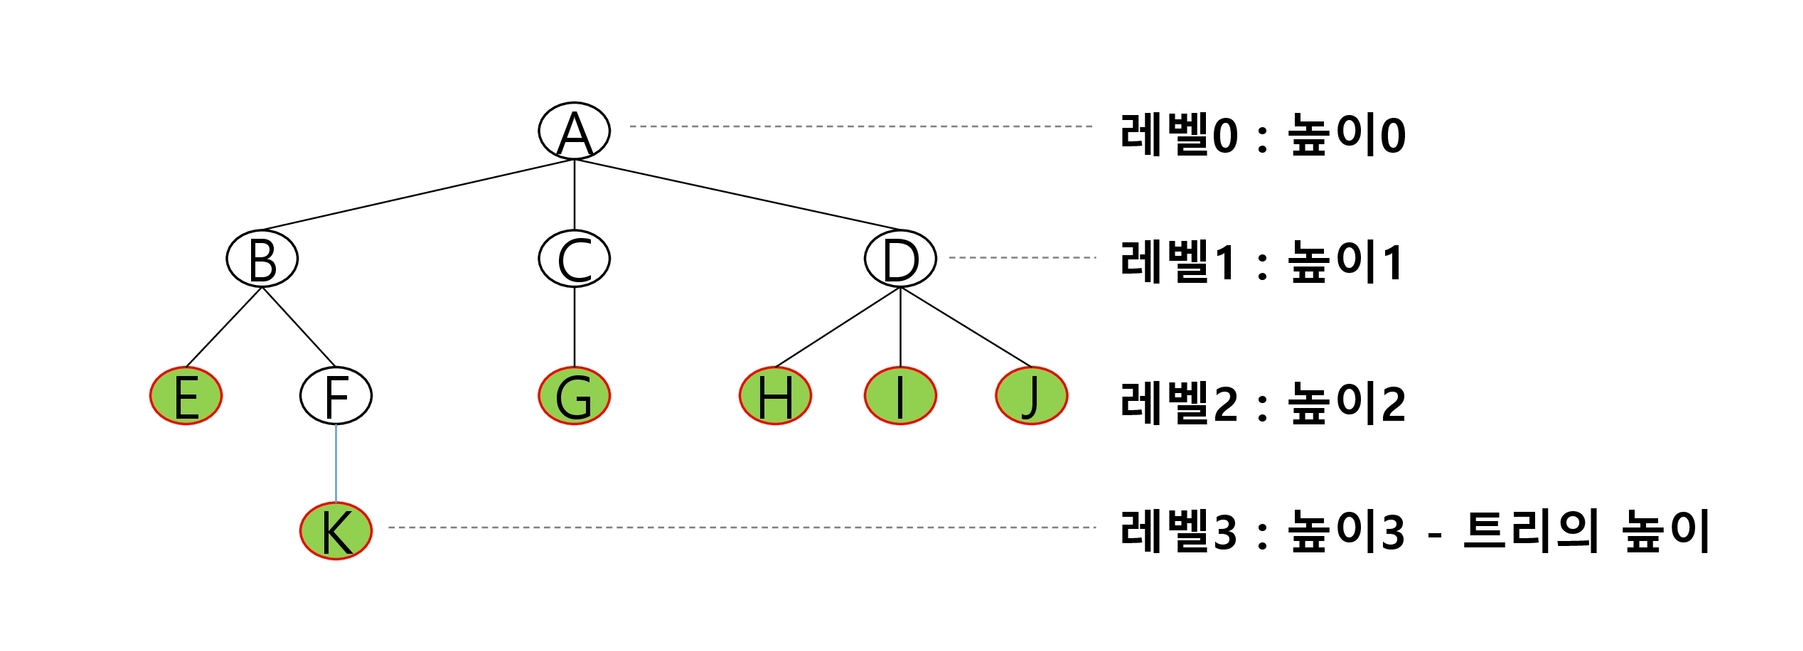 A
레벨0 : 높이0
B
C
D
레벨1 : 높이1
E
F
G
H
I
J
레벨2 : 높이2
K
레벨3 : 높이3 - 트리의 높이